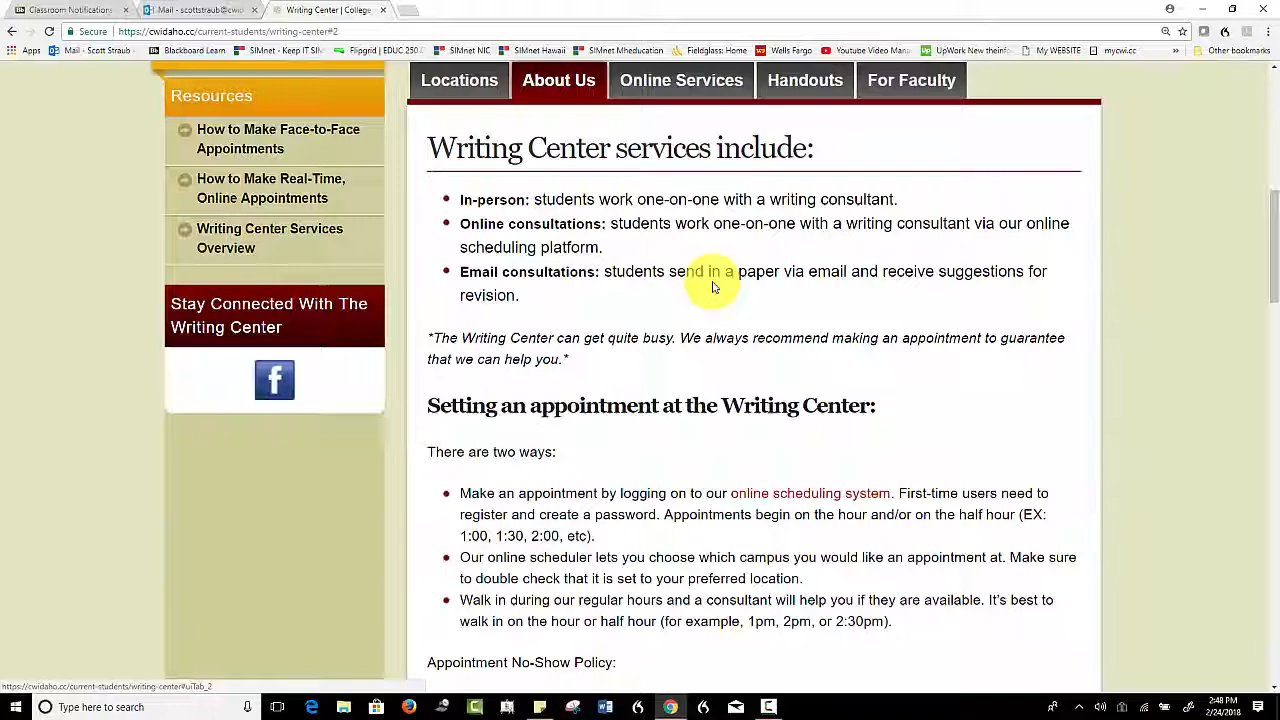 Classroom-Notifications
Mail - scottstraub@cwid
Writing Center | College
Secure
https://cwidaho.cc/current-students/writing-center#2
Apps
Mail - Scott Straub
Blackboard Learn
SIMnet - Keep IT SIM
Flipgrid | EDUC 250
SIMnet NIC
SIMnet Hawaii
SIMnet Mheducation
Fieldglass: Home
Wells Fargo
Youtube Video Mana
UpWork New theinfo
My WEBSITE
mycwi.cc
Other bookmarks
Locations
About Us
Online Services
Handouts
For Faculty
Resources
How to Make Face-to-Face
Appointments
How to Make Real-Time,
Online Appointments
Writing Center Services
Overview
Stay Connected With The
Writing Center
f
Writing Center services include:
In-person: students work one-on-one with a writing consultant.
Online consultations: students work one-on-one with a writing consultant via our online
scheduling platform.
Email consultations: students send in a paper via email and receive suggestions for
revision.
*The Writing Center can get quite busy. We always recommend making an appointment to guarantee
that we can help you.*
Setting an appointment at the Writing Center:
There are two ways:
Make an appointment by logging on to our online scheduling system. First-time users need to
register and create a password. Appointments begin on the hour and/or on the half hour (EX:
1:00, 1:30, 2:00, etc).
Our online scheduler lets you choose which campus you would like an appointment at. Make sure
to double check that it is set to your preferred location.
Walk in during our regular hours and a consultant will help you if they are available. It's best to
walk in on the hour or half hour (for example, 1pm, 2pm, or 2:30pm).
Appointment No-Show Policy:
https://cwidaho.cc/current-students/writing-center#uiTab_2
Type here to search
2:48 PM
2/24/2018